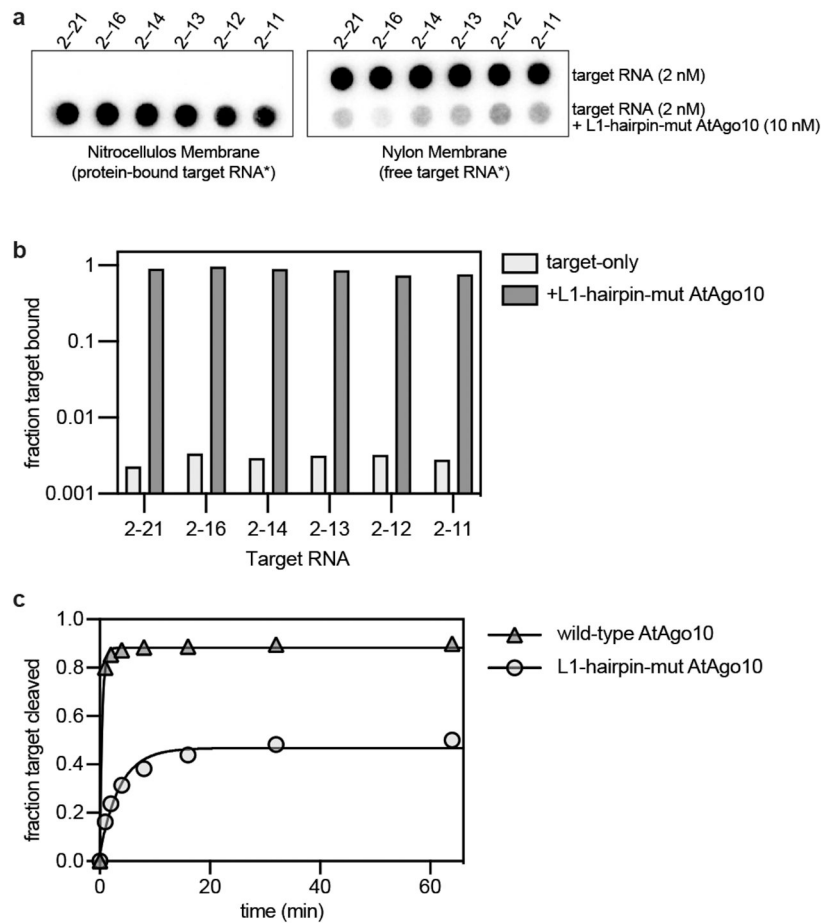 a
2–21 2–16 2–14 2–13 2–12 2–11 2–21 2–16 2–14 2–13 2–12 2–11
target RNA (2 nM)
target RNA (2 nM)
+ L1-hairpin-mut AtAgo10 (10 nM)
Nitrocellulos Membrane
(protein-bound target RNA*)
Nylon Membrane
(free target RNA*)
b
fraction target bound
1
0.1
0.01
0.001
2-21 2-16 2-14 2-13 2-12 2-11
Target RNA
target-only
+L1-hairpin-mut AtAgo10
c
fraction target cleaved
1.0
0.8
0.6
0.4
0.2
0.0
0 20 40 60
time (min)
wild-type AtAgo10
L1-hairpin-mut AtAgo10